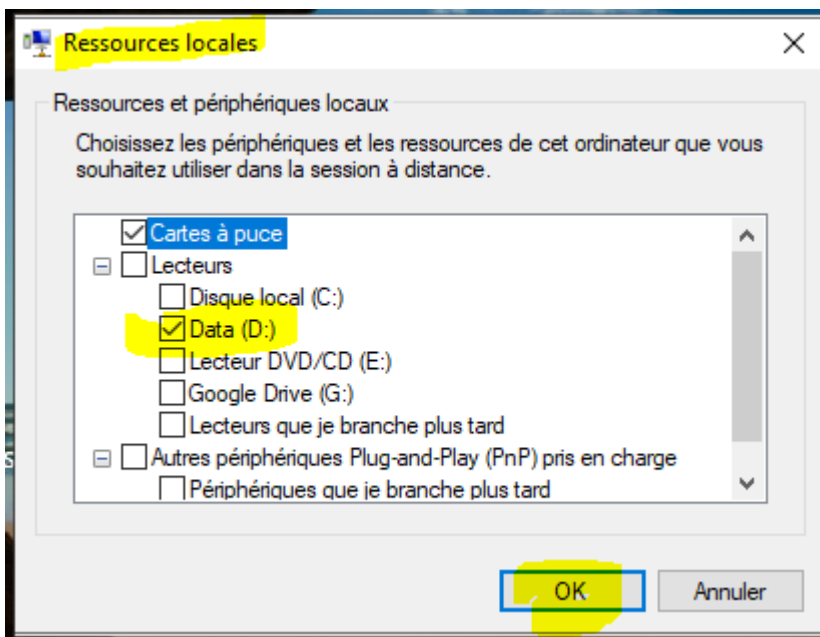 Ressources locales
Ressources et périphériques locaux
Choisissez les périphériques et les ressources de cet ordinateur que vous
souhaitez utiliser dans la session à distance.
Cartes à puce
Lecteurs
Disque local (C:)
Data (D:)
Lecteur DVD/CD (E:)
Google Drive (G:)
Lecteurs que je branche plus tard
Autres périphériques Plug-and-Play (PnP) pris en charge
Périphériques que je branche plus tard
OK
Annuler